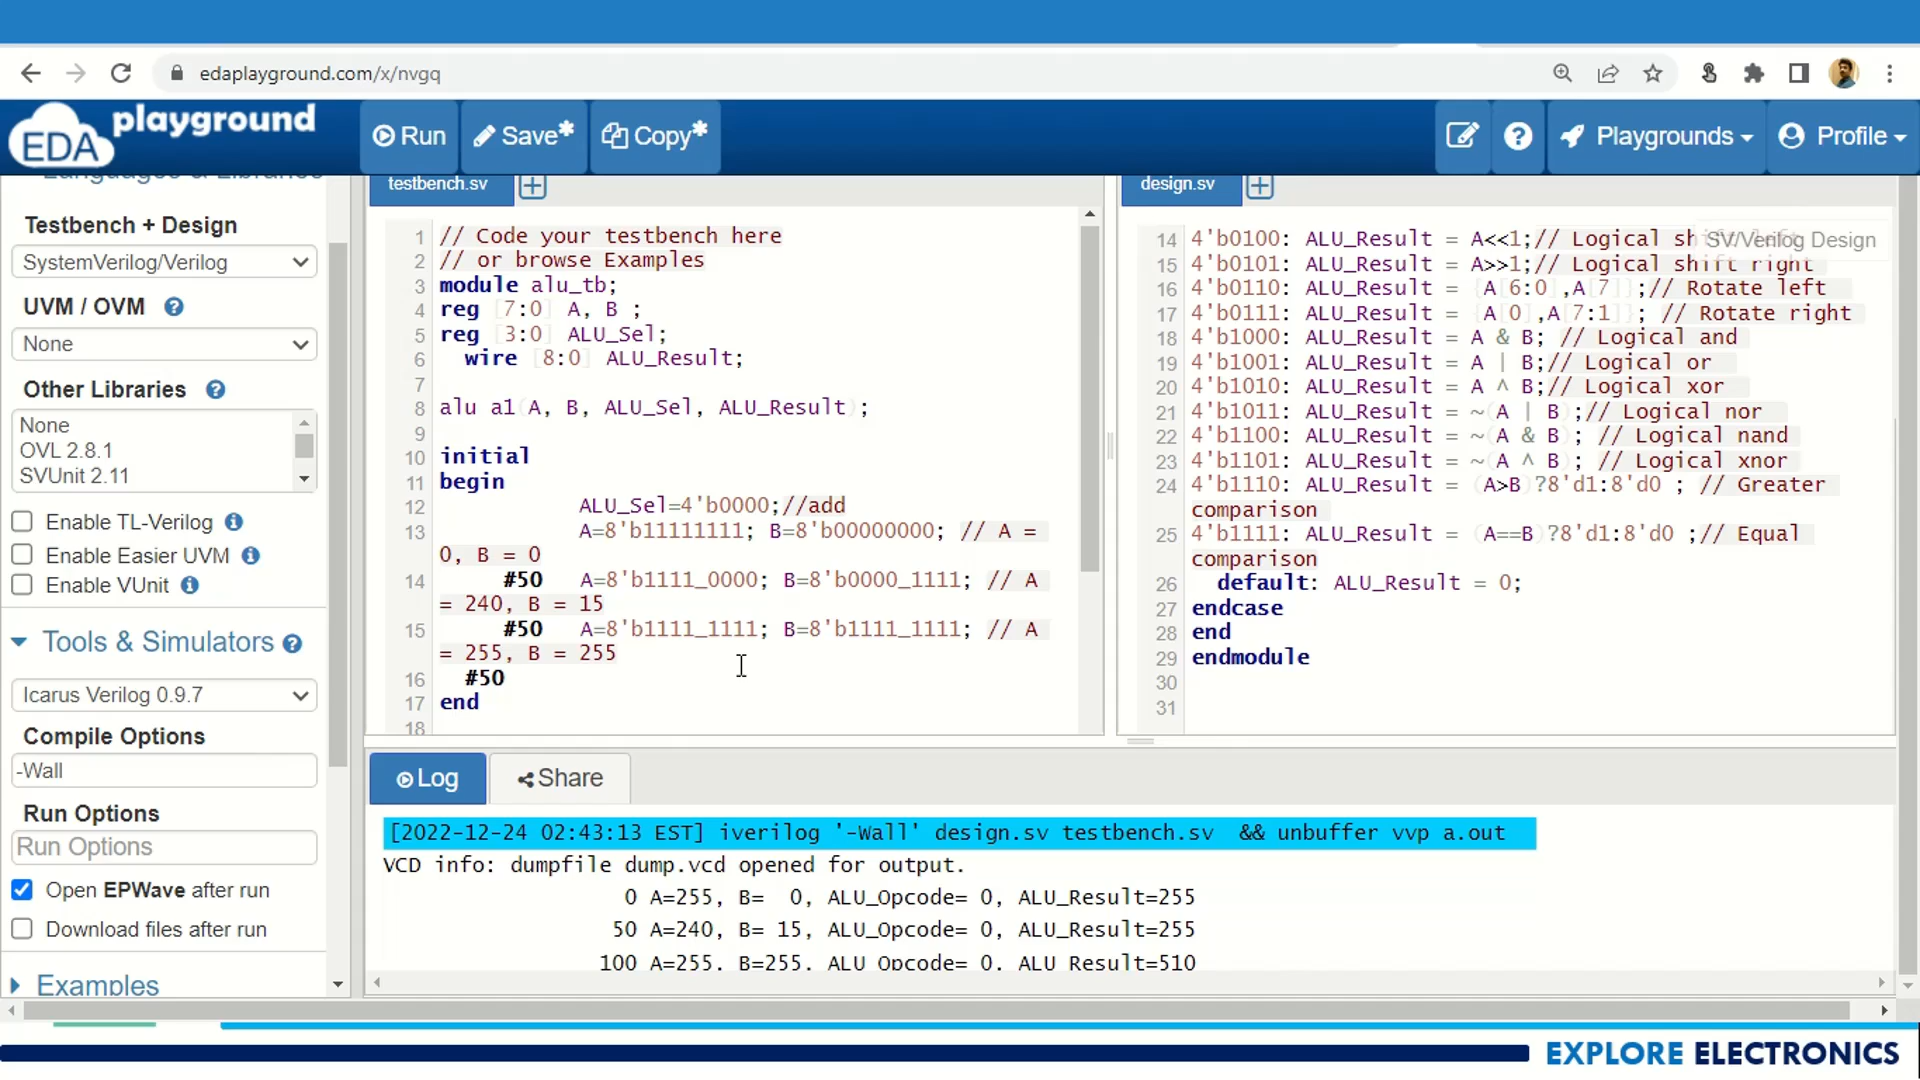 edaplayground.com/x/nvgq
EDA playground
Run
Save*
Copy*
Playgrounds
Profile
Languages & Libraries
Testbench + Design
SystemVerilog/Verilog
UVM / OVM
None
Other Libraries
None
OVL 2.8.1
SVUnit 2.11
Enable TL-Verilog
Enable Easier UVM
Enable VUnit
Tools & Simulators
Icarus Verilog 0.9.7
Compile Options
-Wall
Run Options
Run Options
Open EPWave after run
Download files after run
Examples
testbench.sv
1 // Code your testbench here
2 // or browse Examples
3 module alu_tb;
4 reg [7:0] A, B ;
5 reg [3:0] ALU_Sel;
6 wire [8:0] ALU_Result;
7
8 alu a1(A, B, ALU_Sel, ALU_Result);
9
10 initial
11 begin
12 ALU_Sel=4'b0000;//add
13 A=8'b11111111; B=8'b00000000; // A =
0, B = 0
14 #50 A=8'b1111_0000; B=8'b0000_1111; // A
= 240, B = 15
15 #50 A=8'b1111_1111; B=8'b1111_1111; // A
= 255, B = 255
16 #50
17 end
18
design.sv
SV/Verilog Design
14 4'b0100: ALU_Result = A<<1;// Logical shift left
15 4'b0101: ALU_Result = A>>1;// Logical shift right
16 4'b0110: ALU_Result = {A[6:0],A[7]};// Rotate left
17 4'b0111: ALU_Result = {A[0],A[7:1]}; // Rotate right
18 4'b1000: ALU_Result = A & B; // Logical and
19 4'b1001: ALU_Result = A | B;// Logical or
20 4'b1010: ALU_Result = A ^ B;// Logical xor
21 4'b1011: ALU_Result = ~(A | B);// Logical nor
22 4'b1100: ALU_Result = ~(A & B); // Logical nand
23 4'b1101: ALU_Result = ~(A ^ B); // Logical xnor
24 4'b1110: ALU_Result = (A>B)?8'd1:8'd0 ; // Greater
comparison
25 4'b1111: ALU_Result = (A==B)?8'd1:8'd0 ;// Equal
comparison
26 default: ALU_Result = 0;
27 endcase
28 end
29 endmodule
30
31
Log
Share
[2022-12-24 02:43:13 EST] iverilog '-Wall' design.sv testbench.sv && unbuffer vvp a.out
VCD info: dumpfile dump.vcd opened for output.
0 A=255, B= 0, ALU_Opcode= 0, ALU_Result=255
50 A=240, B= 15, ALU_Opcode= 0, ALU_Result=255
100 A=255, B=255, ALU_Opcode= 0, ALU_Result=510
EXPLORE ELECTRONICS